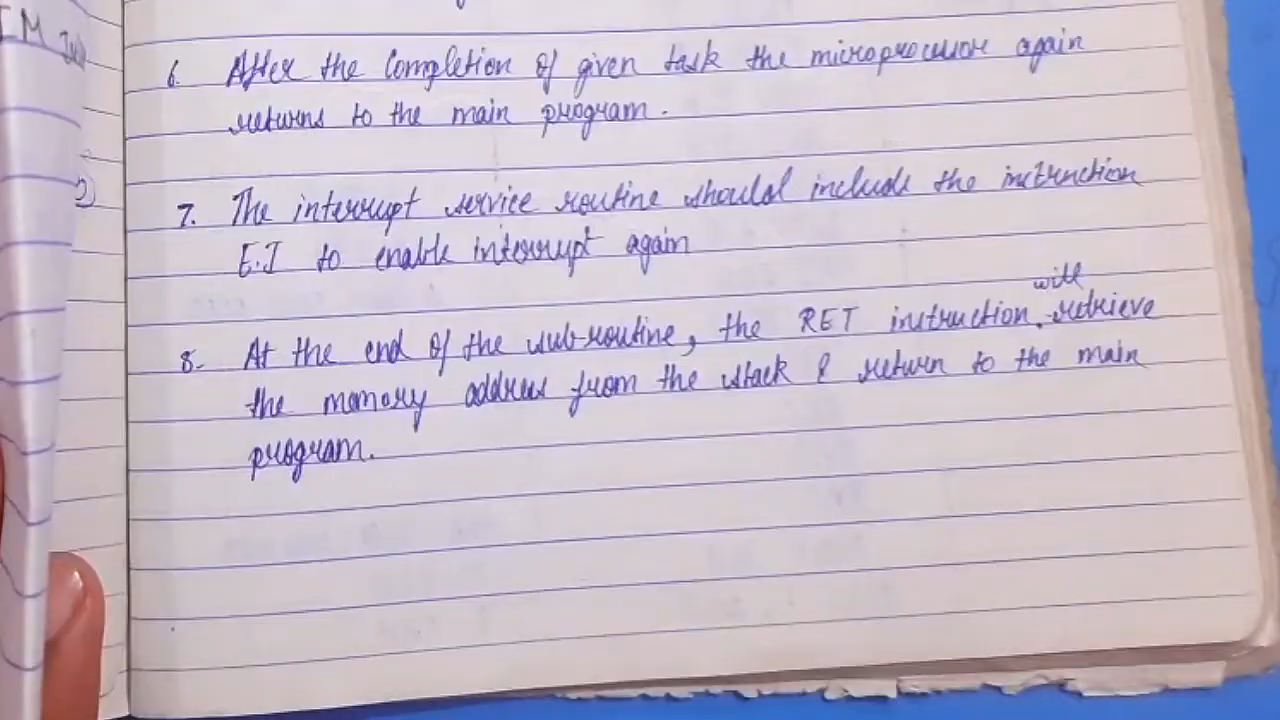 6. After the Completion of given task the microprocessor again
returns to the main program.
7. The interrupt service routine should include the instruction
E.I to enable interrupt again
will
8. At the end of the sub-routine, the RET instruction retrieve
the memory address from the stack & return to the main
program.
2)